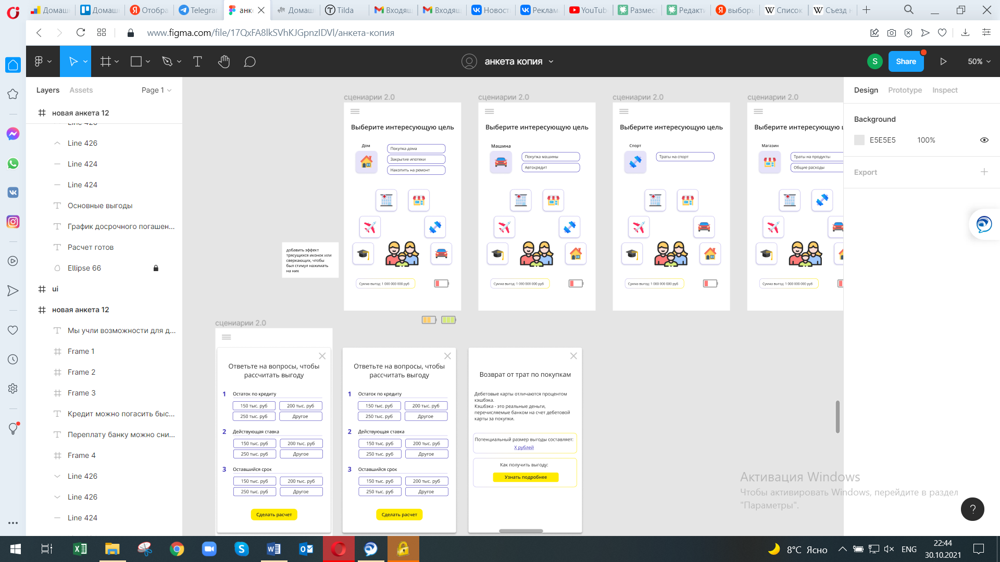 Домаш
Домаш
Отобра
Telegra
анке
Домаш
Tilda
Входящ
Входящ
Новост
Реклам
YouTub
Размест
Редакти
выборы
Список
Съезд н
www.figma.com/file/17QxFA8lkSVhKJGpnzIDVl/анкета-копия
анкета копия
S
Share
50%
Layers
Assets
Page 1
новая анкета 12
Line 426
Line 426
Line 424
Line 424
Основные выгоды
График досрочного погашен...
Расчет готов
Ellipse 66
ui
новая анкета 12
Мы учли возможности для д...
Frame 1
Frame 2
Frame 3
Кредит можно погасить быс...
Переплату банку можно сни...
Frame 4
Line 426
Line 426
Line 424
Design
Prototype
Inspect
Background
E5E5E5
100%
Export
сценарии 2.0
Выберите интересующую цель
Дом
Покупка дома
Закрытие ипотеки
Накопить на ремонт
Сумма выгод: 1 000 000 000 руб
сценарии 2.0
Выберите интересующую цель
Машина
Покупка машины
Автокредит
Сумма выгод: 1 000 000 000 руб
сценарии 2.0
Выберите интересующую цель
Спорт
Траты на спорт
Сумма выгод: 1 000 000 000 руб
сценарии 2.0
Выберите интересующую ц
Магазин
Траты на продукты
Общие расходы
Сумма выгод: 1 000 000 000 руб
добавить эффект
трясущихся иконок или
сверкающих, чтобы
был стимул нажимать
на них
сценарии 2.0
Ответьте на вопросы, чтобы
рассчитать выгоду
1 Остаток по кредиту
150 тыс. руб 200 тыс. руб
250 тыс. руб Другое
2 Действующая ставка
150 тыс. руб 200 тыс. руб
250 тыс. руб Другое
3 Оставшийся срок
150 тыс. руб 200 тыс. руб
250 тыс. руб Другое
Сделать расчет
Ответьте на вопросы, чтобы
рассчитать выгоду
1 Остаток по кредиту
150 тыс. руб 200 тыс. руб
250 тыс. руб Другое
2 Действующая ставка
150 тыс. руб 200 тыс. руб
250 тыс. руб Другое
3 Оставшийся срок
150 тыс. руб 200 тыс. руб
250 тыс. руб Другое
Сделать расчет
Возврат от трат по покупкам
Дебетовые карты отличаются процентом
кэшбэка.
Кэшбэка - это реальные деньги,
перечисляемые банком на счет дебетовой
карты за покупки.
Потенциальный размер выгоды составляет:
X рублей
Как получить выгоду:
Узнать подробнее
Активация Windows
Чтобы активировать Windows, перейдите в раздел
"Параметры".
?
8°C Ясно
ENG
22:44
30.10.2021